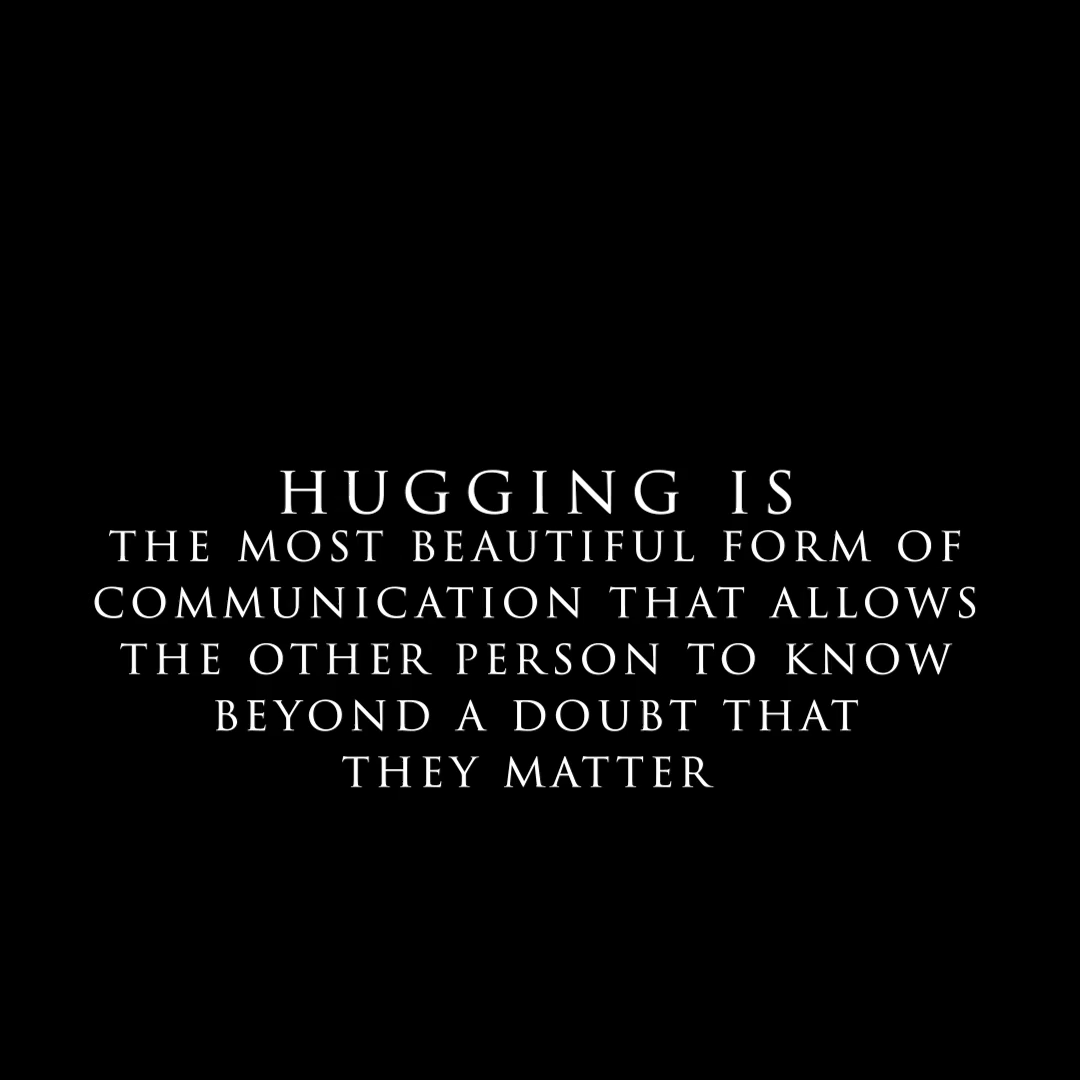 HUGGING IS
THE MOST BEAUTIFUL FORM OF
COMMUNICATION THAT ALLOWS
THE OTHER PERSON TO KNOW
BEYOND A DOUBT THAT
THEY MATTER